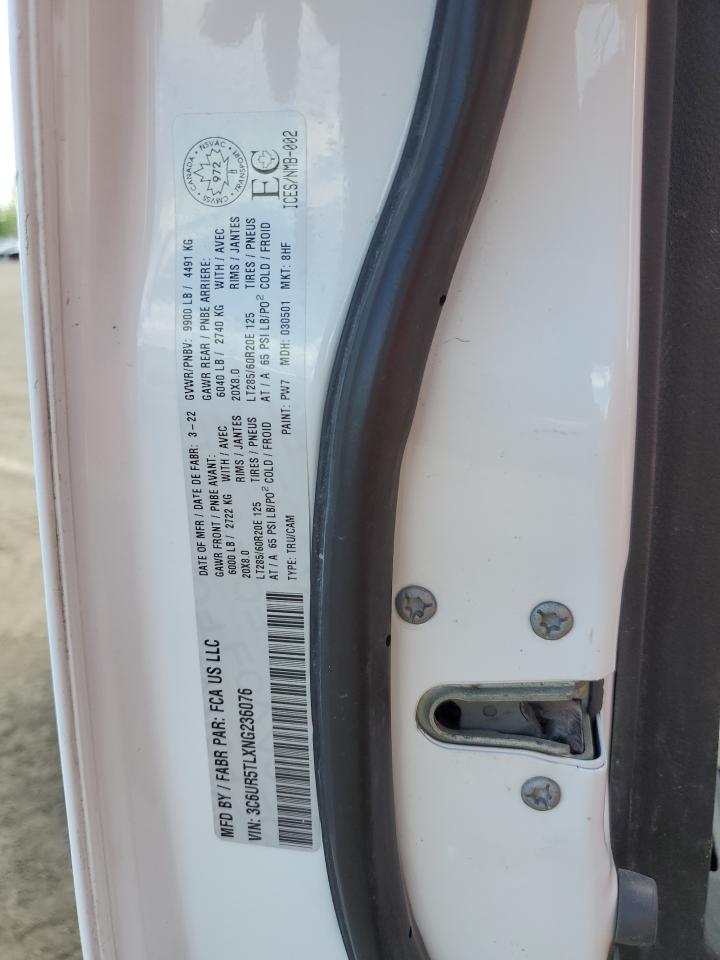 MFD BY / FABR PAR: FCA US LLC
DATE OF MFR / DATE DE FABR: 3-22
GVWR/PNBV: 9900 LB / 4491 KG
GAWR FRONT / PNBE AVANT:
6000 LB / 2722 KG WITH / AVEC
20X8.0 RIMS / JANTES
LT285/60R20E 125 TIRES / PNEUS
AT / A 65 PSI LB/PO² COLD / FROID
GAWR REAR / PNBE ARRIERE:
6040 LB / 2740 KG WITH / AVEC
20X8.0 RIMS / JANTES
LT285/60R20E 125 TIRES / PNEUS
AT / A 65 PSI LB/PO² COLD / FROID
VIN: 3C6UR5TLXNG236076
TYPE: TRU/CAM
PAINT: PW7 MDH: 030501 MKT: 8HF
CANADA • NSVAC • TRANSPORT • CMVSS •
972
EC
ICES/NMB-002